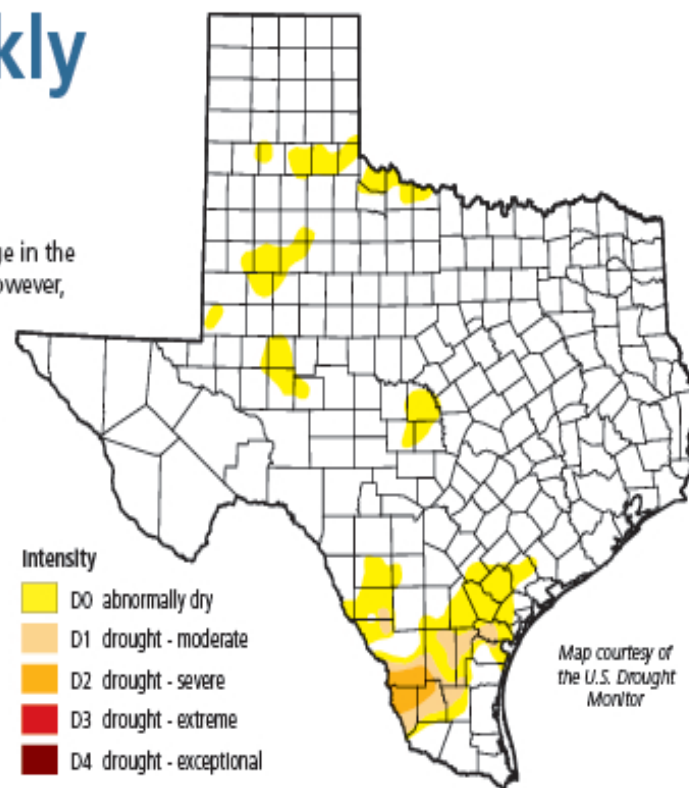 kly
ge in the
owever,
Intensity
D0 abnormally dry
D1 drought - moderate
D2 drought - severe
D3 drought - extreme
D4 drought - exceptional
Map courtesy of
the U.S. Drought
Monitor